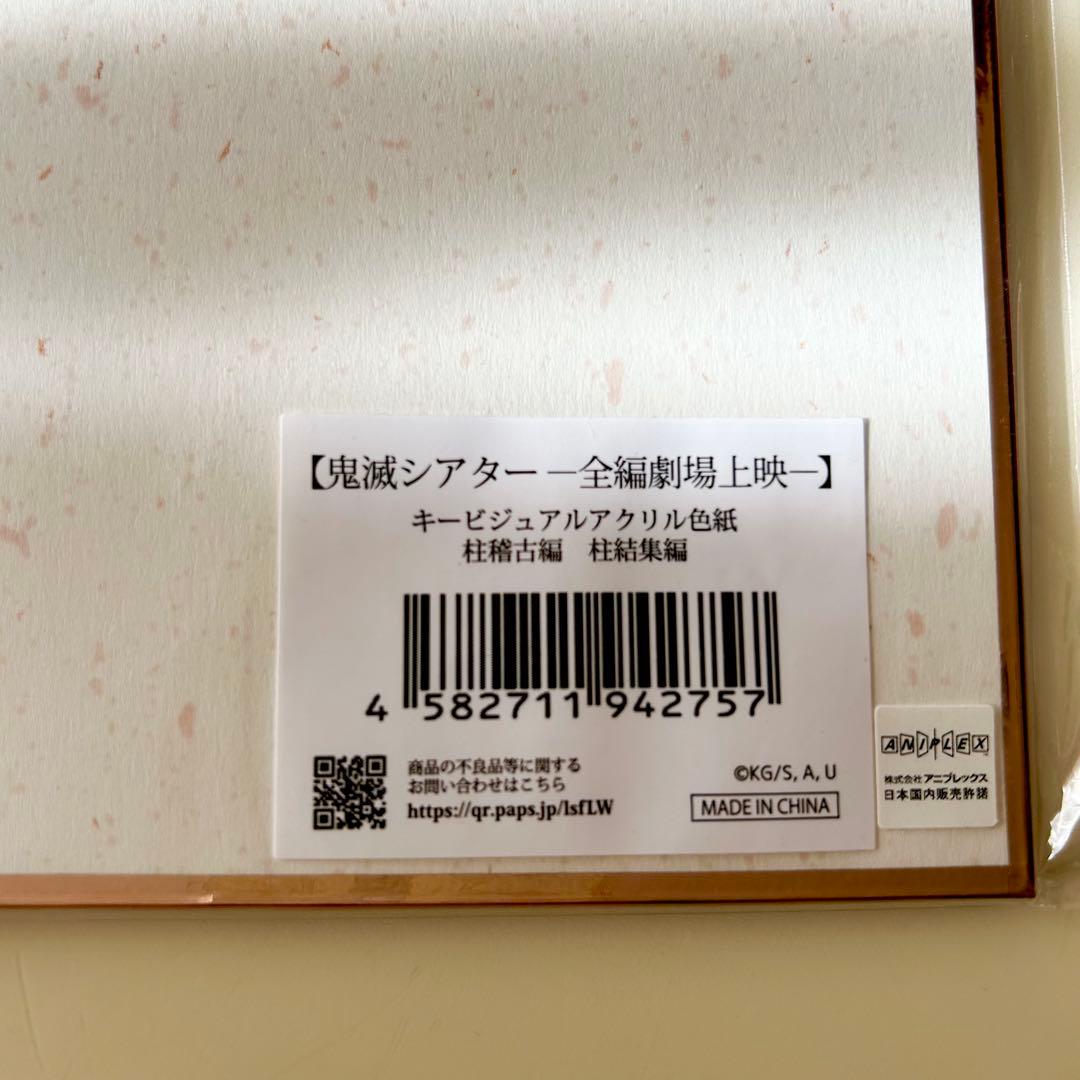 【鬼滅シアター ―全編劇場上映―】
キービジュアルアクリル色紙
柱稽古編　柱結集編
4 582711 942757
商品の不良品等に関する
お問い合わせはこちら
https://qr.paps.jp/lsfLW
©KG/S, A, U
MADE IN CHINA
ANIPLEX
株式会社 アニプレックス
日本国内販売許諾